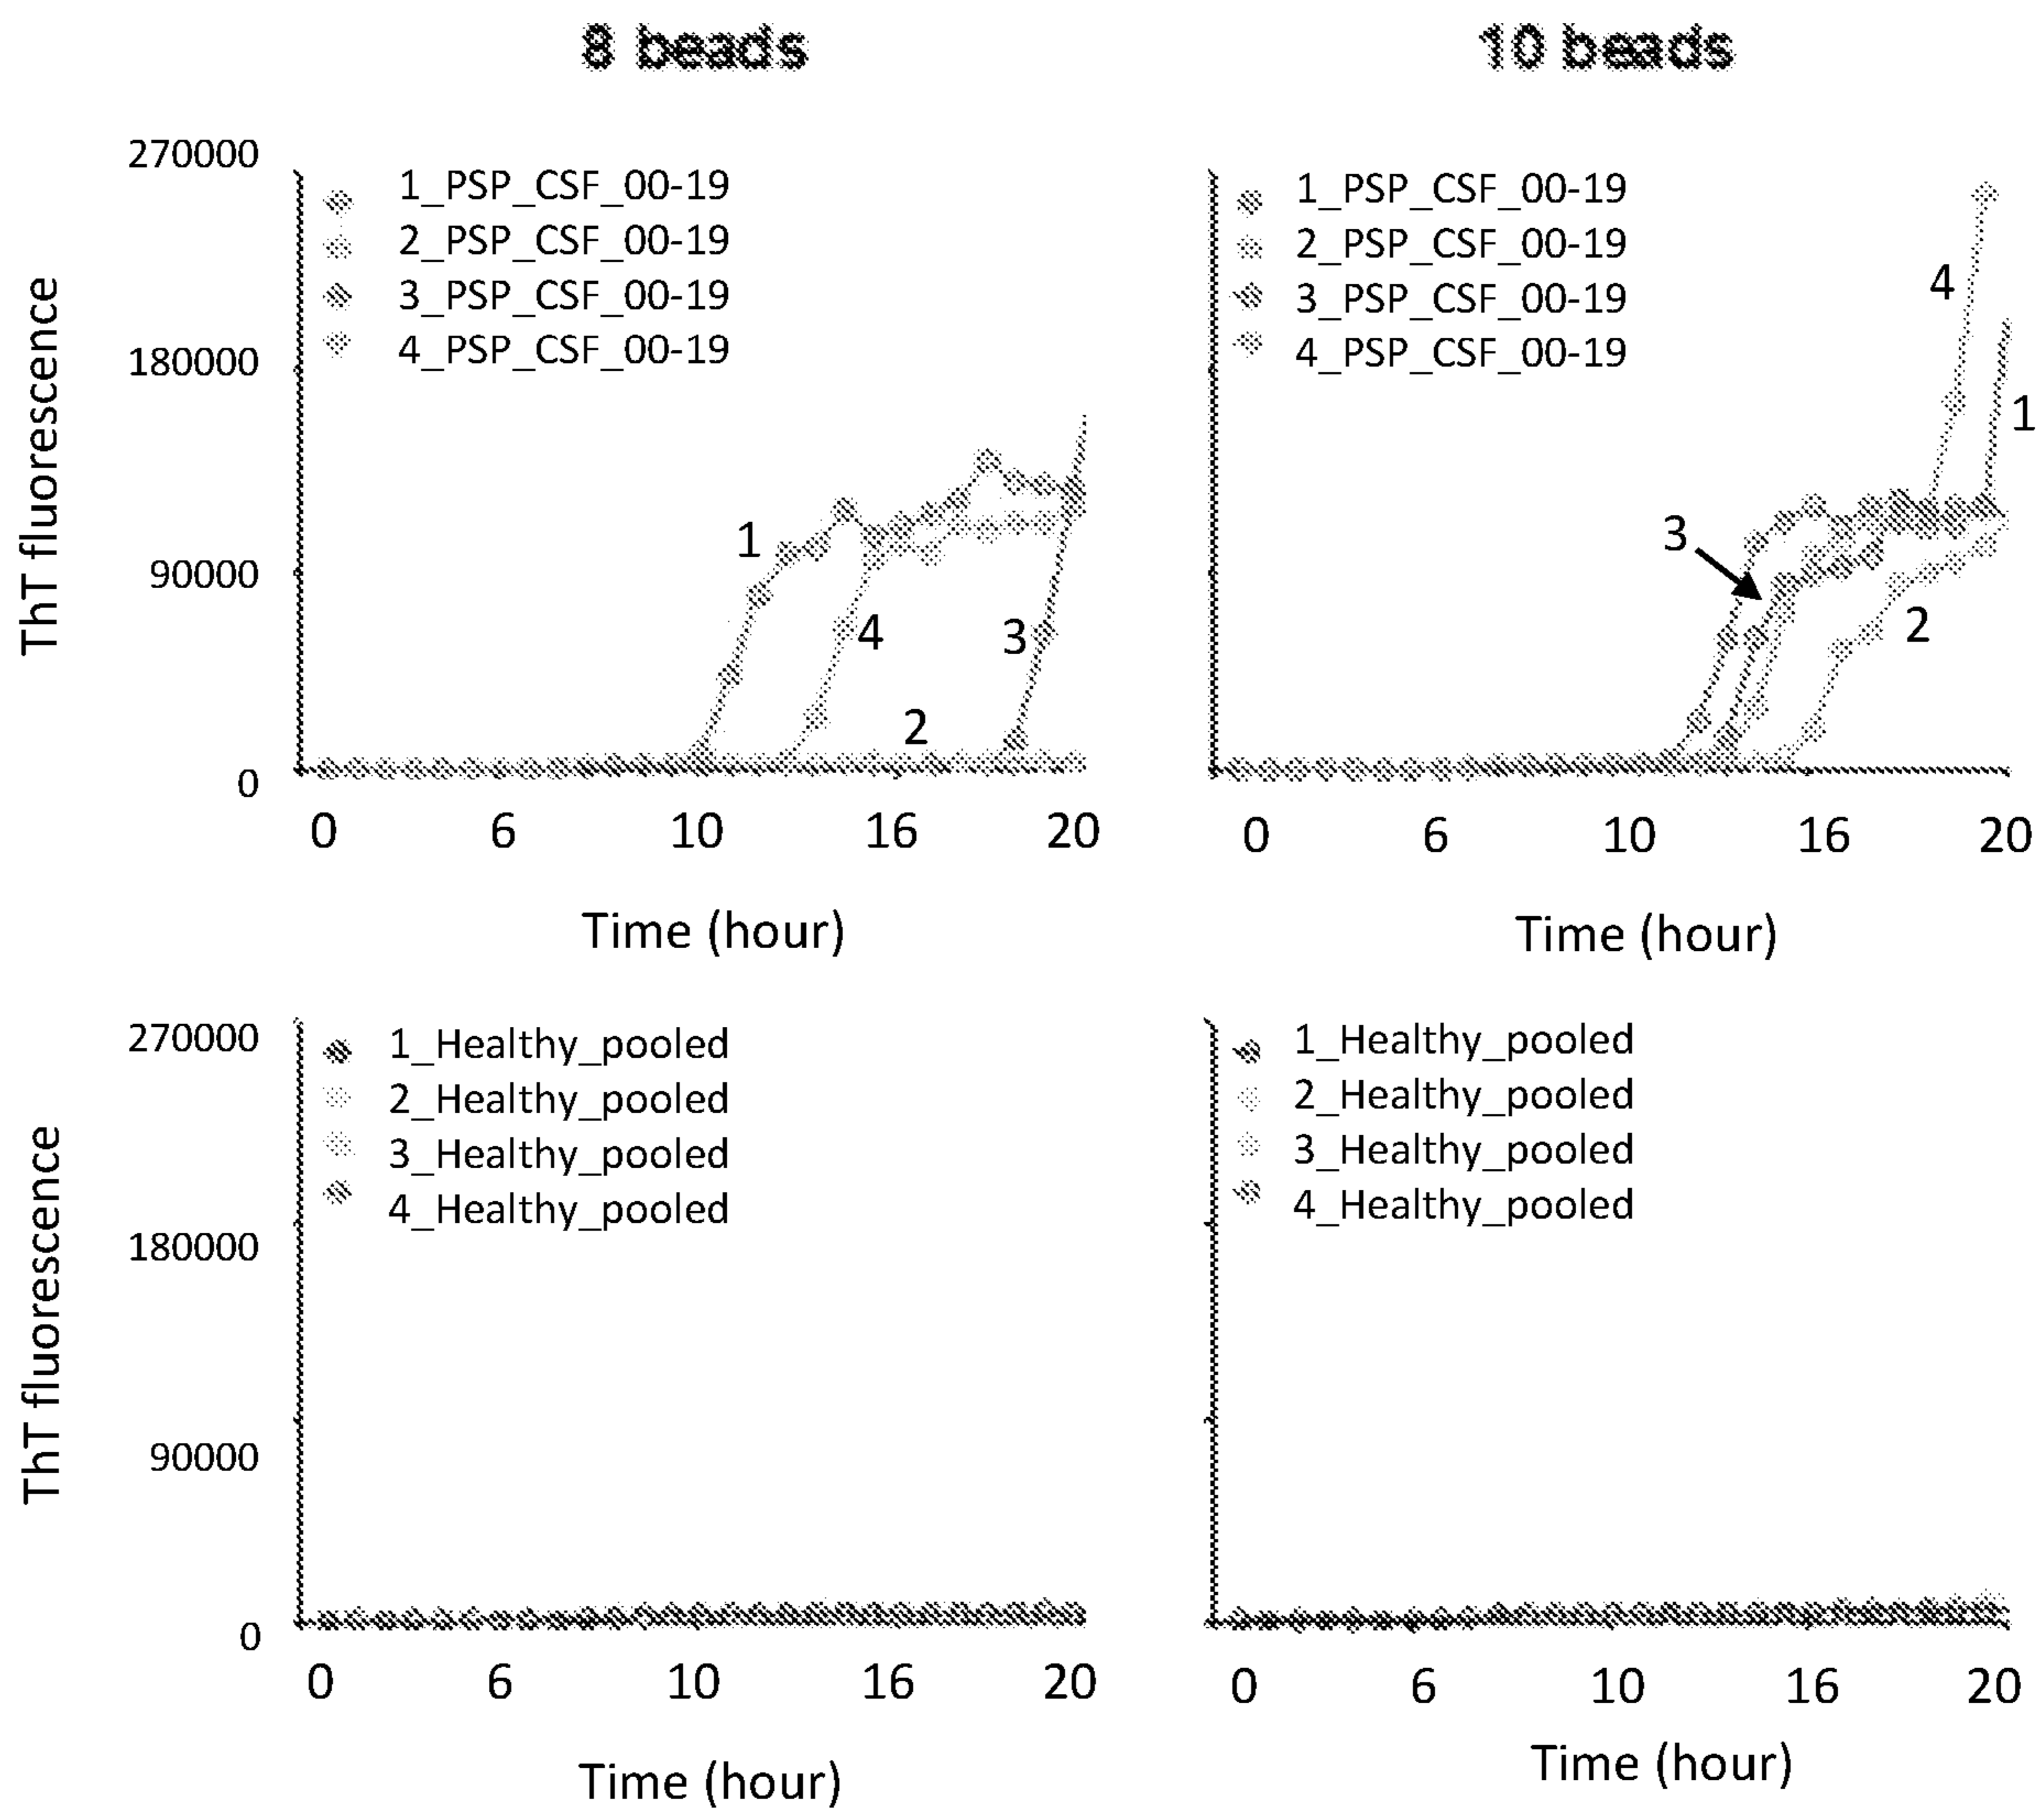 8 beads
10 beads
ThT fluorescence
270000
180000
90000
0
1_PSP_CSF_00-19
2_PSP_CSF_00-19
3_PSP_CSF_00-19
4_PSP_CSF_00-19
1
4
2
3
0 6 10 16 20
Time (hour)
1_PSP_CSF_00-19
2_PSP_CSF_00-19
3_PSP_CSF_00-19
4_PSP_CSF_00-19
4
1
3
2
0 6 10 16 20
Time (hour)
ThT fluorescence
270000
180000
90000
0
1_Healthy_pooled
2_Healthy_pooled
3_Healthy_pooled
4_Healthy_pooled
0 6 10 16 20
Time (hour)
1_Healthy_pooled
2_Healthy_pooled
3_Healthy_pooled
4_Healthy_pooled
0 6 10 16 20
Time (hour)